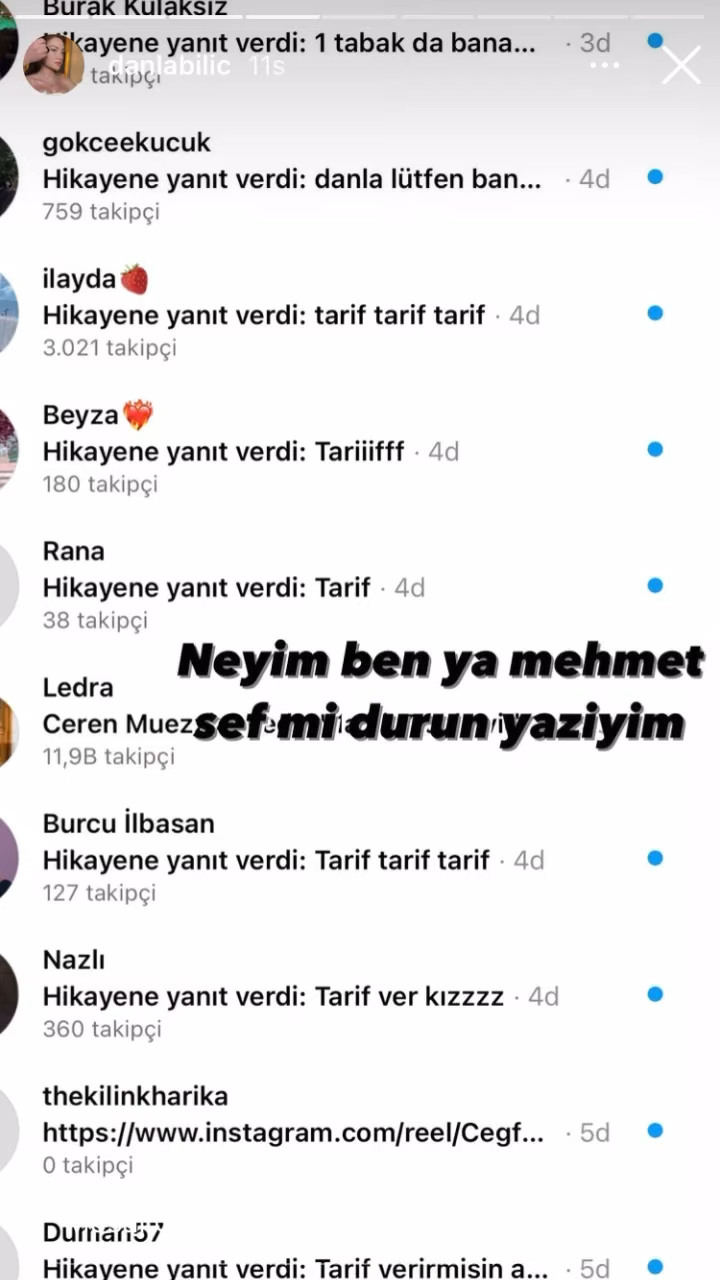 Burak Kulaksız
Hikayene yanıt verdi: 1 tabak da bana... · 3d
danlabilic 11s
takipçi
gokceekucuk
Hikayene yanıt verdi: danla lütfen ban... · 4d
759 takipçi
ilayda🍓
Hikayene yanıt verdi: tarif tarif tarif · 4d
3.021 takipçi
Beyza❤️‍🔥
Hikayene yanıt verdi: Tariiifff · 4d
180 takipçi
Rana
Hikayene yanıt verdi: Tarif · 4d
38 takipçi
Neyim ben ya mehmet
Ledra
sef mi durun yaziyim
Ceren Muez
11,9B takipçi
Burcu İlbasan
Hikayene yanıt verdi: Tarif tarif tarif · 4d
127 takipçi
Nazlı
Hikayene yanıt verdi: Tarif ver kızzzz · 4d
360 takipçi
thekilinkharika
https://www.instagram.com/reel/Cegf... · 5d
0 takipçi
Hikayene yanıt verdi: Tarif verirmisin a... · 5d